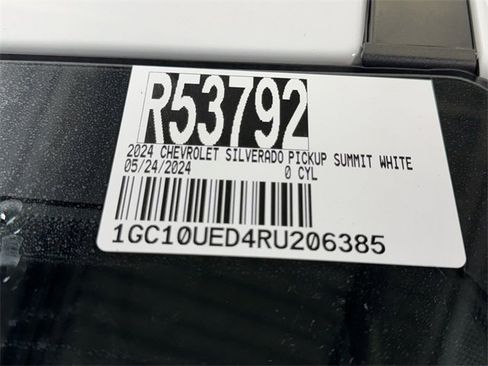 R53792
2024 CHEVROLET SILVERADO PICKUP SUMMIT WHITE
05/24/2024 0 CYL
1GC10UED4RU206385